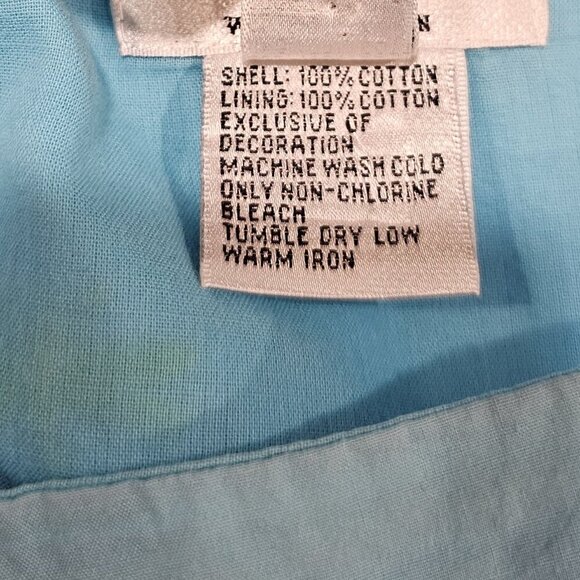 SHELL: 100% COTTON
LINING: 100% COTTON
EXCLUSIVE OF
DECORATION
MACHINE WASH COLD
ONLY NON-CHLORINE
BLEACH
TUMBLE DRY LOW
WARM IRON